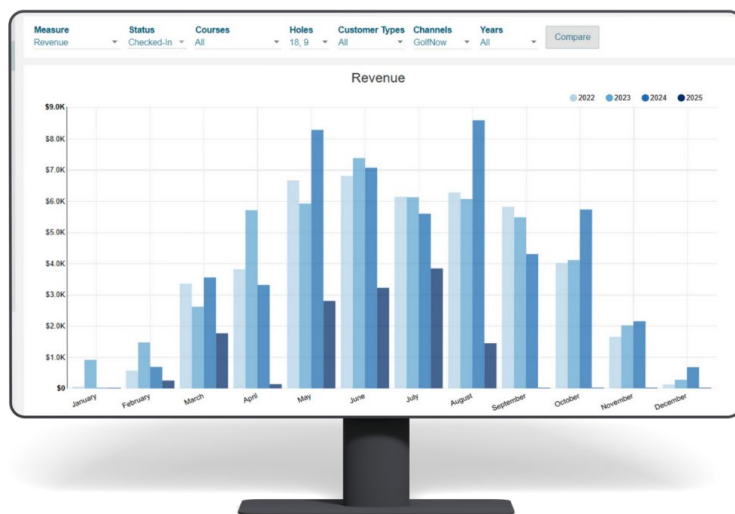 Measure Status Courses Holes Customer Types Channels Years
Revenue Checked-In All 18, 9 All GolfNow All Compare
Revenue
2022 2023 2024 2025
$9.0K
$8.0K
$7.0K
$6.0K
$5.0K
$4.0K
$3.0K
$2.0K
$1.0K
$0
January February March April May June July August September October November December